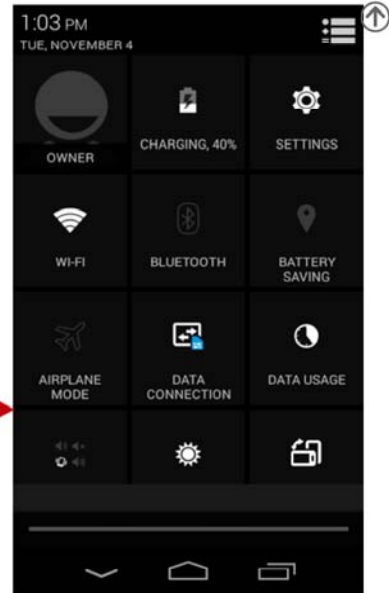 1:03 PM
TUE, NOVEMBER 4
OWNER
CHARGING, 40%
SETTINGS
WI-FI
BLUETOOTH
BATTERY
SAVING
AIRPLANE
MODE
DATA
CONNECTION
DATA USAGE